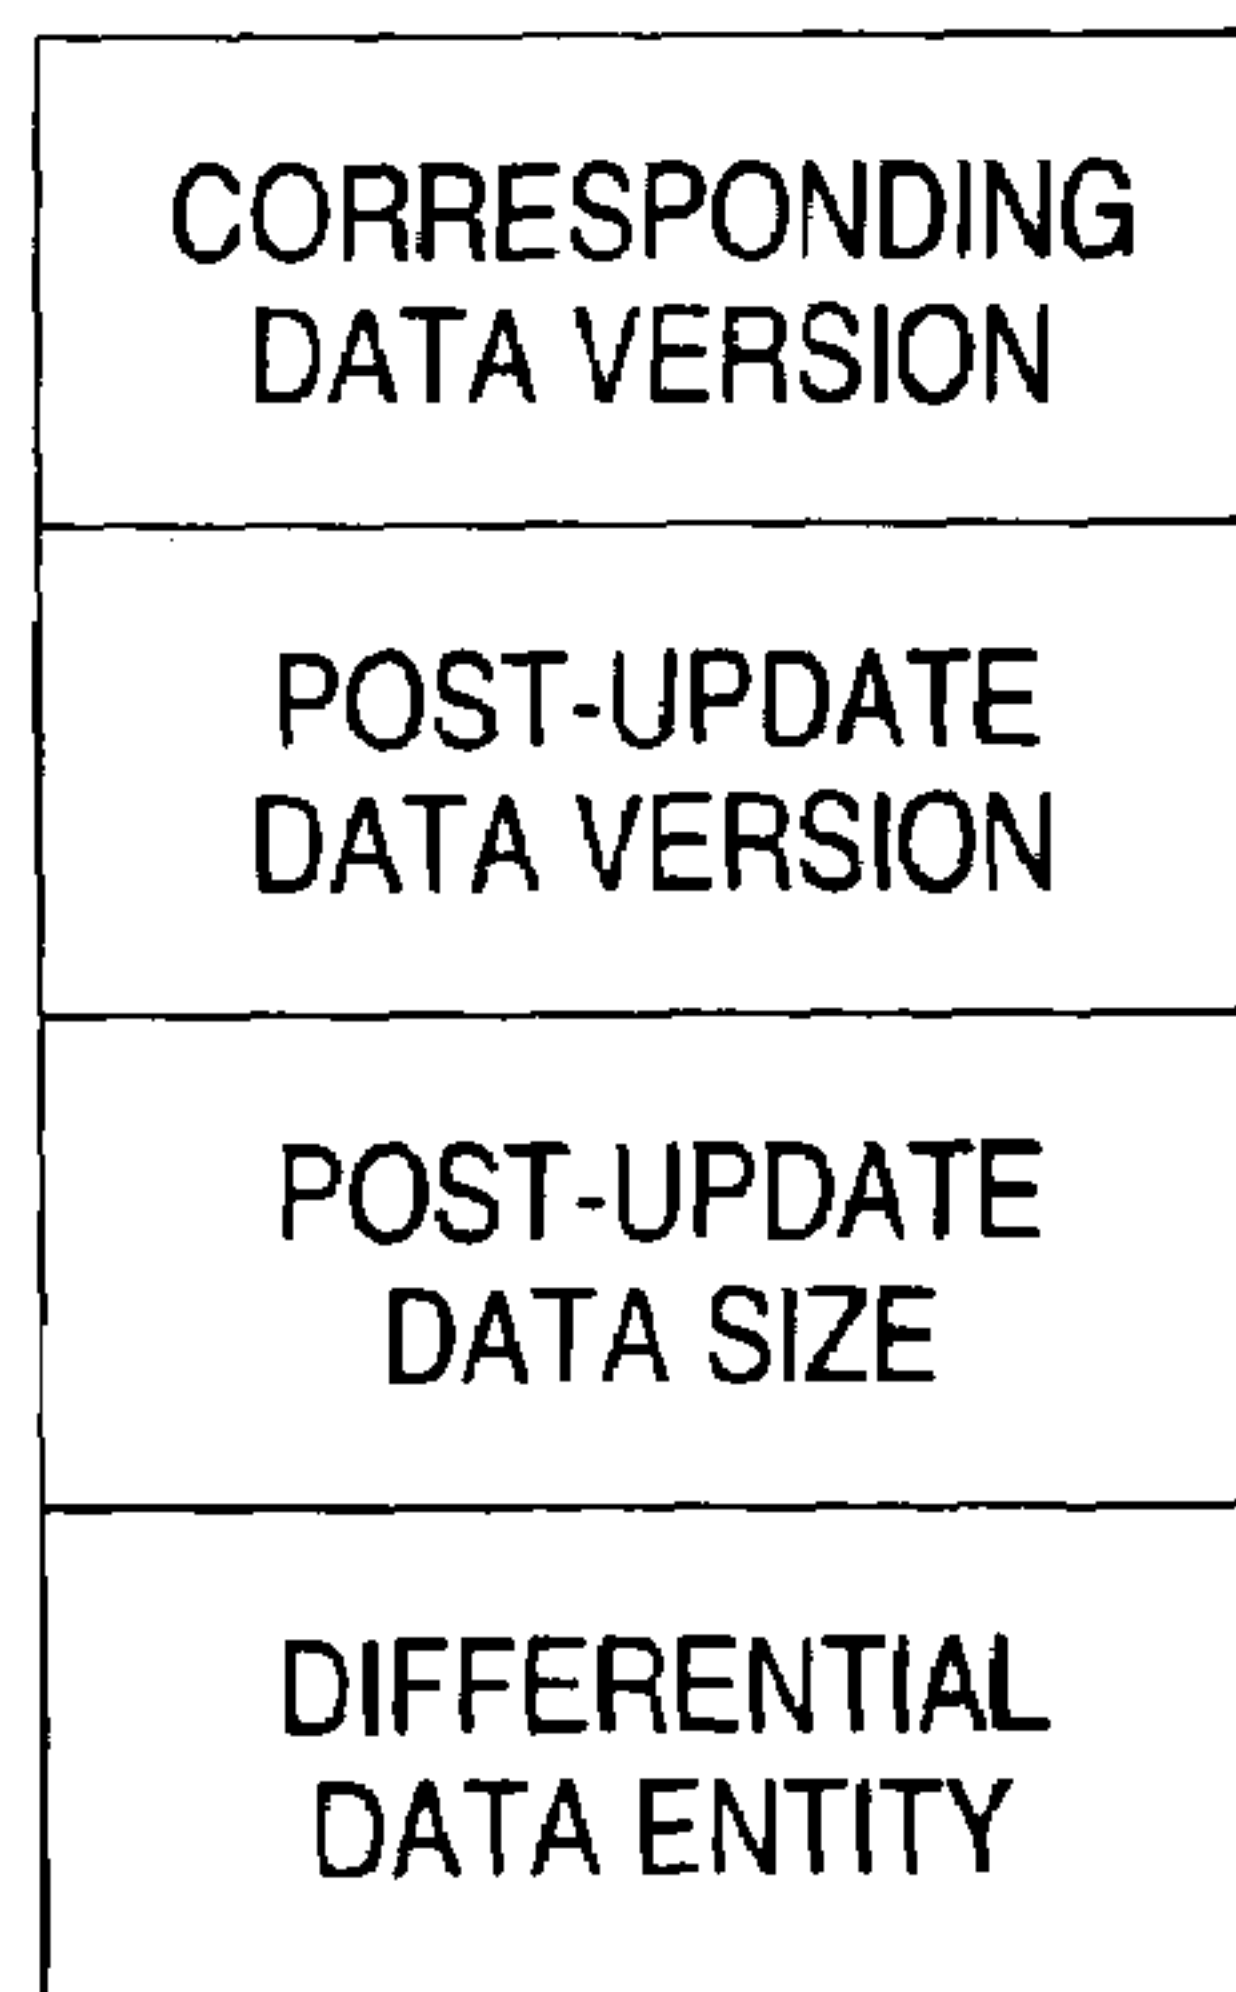 CORRESPONDING
DATA VERSION
POST-UPDATE
DATA VERSION
POST-UPDATE
DATA SIZE
DIFFERENTIAL
DATA ENTITY